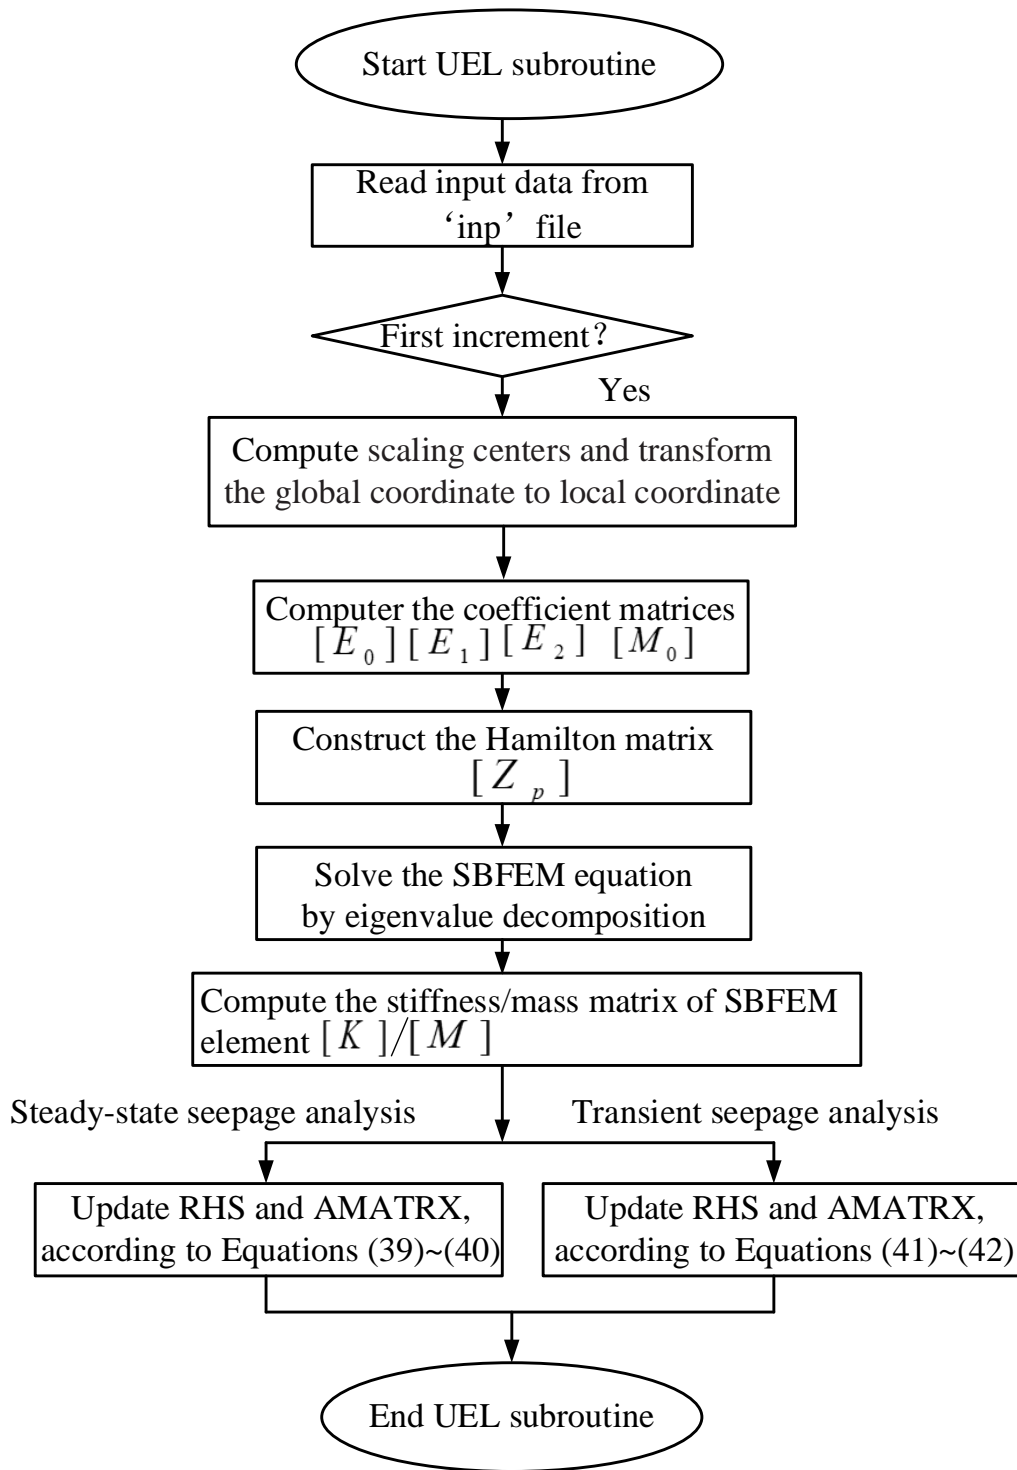 Start UEL subroutine
Read input data from
‘inp’ file
First increment?
Yes
Compute scaling centers and transform
the global coordinate to local coordinate
Computer the coefficient matrices
[E₀][E₁][E₂] [M₀]
Construct the Hamilton matrix
[Zₚ]
Solve the SBFEM equation
by eigenvalue decomposition
Compute the stiffness/mass matrix of SBFEM
element [K]/[M]
Steady-state seepage analysis
Transient seepage analysis
Update RHS and AMATRX,
according to Equations (39)~(40)
Update RHS and AMATRX,
according to Equations (41)~(42)
End UEL subroutine